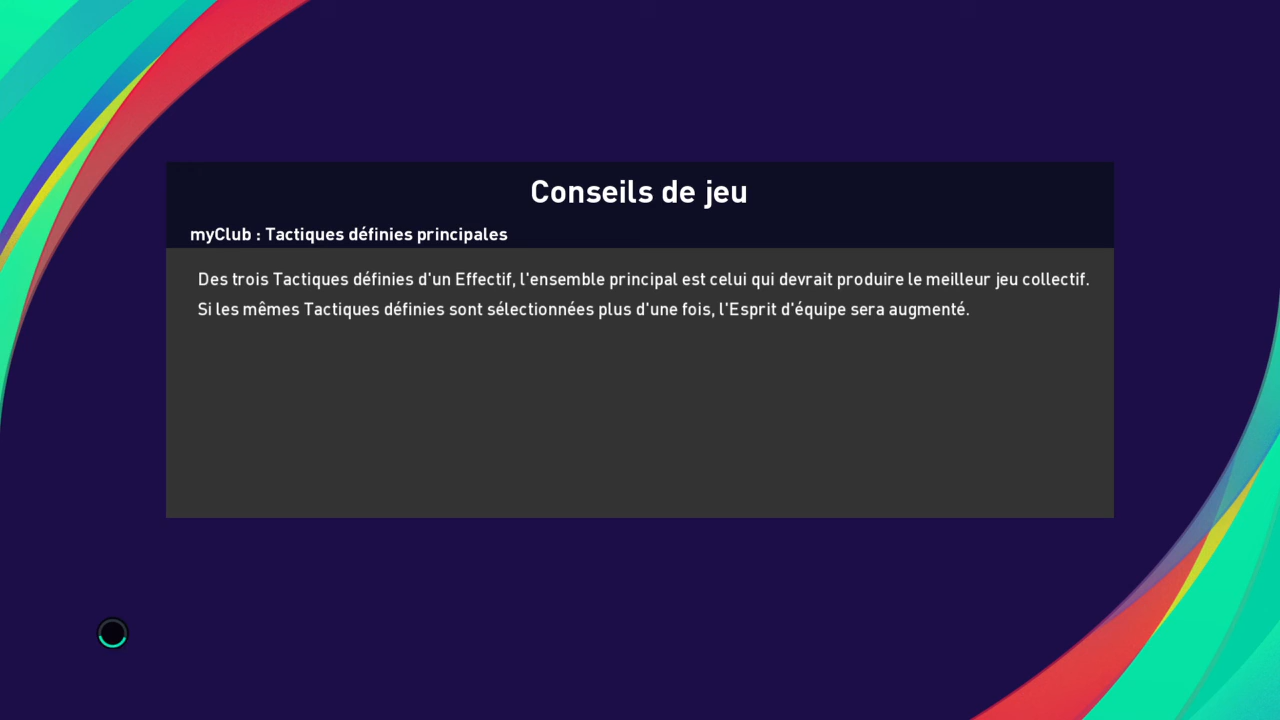 Conseils de jeu
myClub : Tactiques définies principales
Des trois Tactiques définies d'un Effectif, l'ensemble principal est celui qui devrait produire le meilleur jeu collectif.
Si les mêmes Tactiques définies sont sélectionnées plus d'une fois, l'Esprit d'équipe sera augmenté.